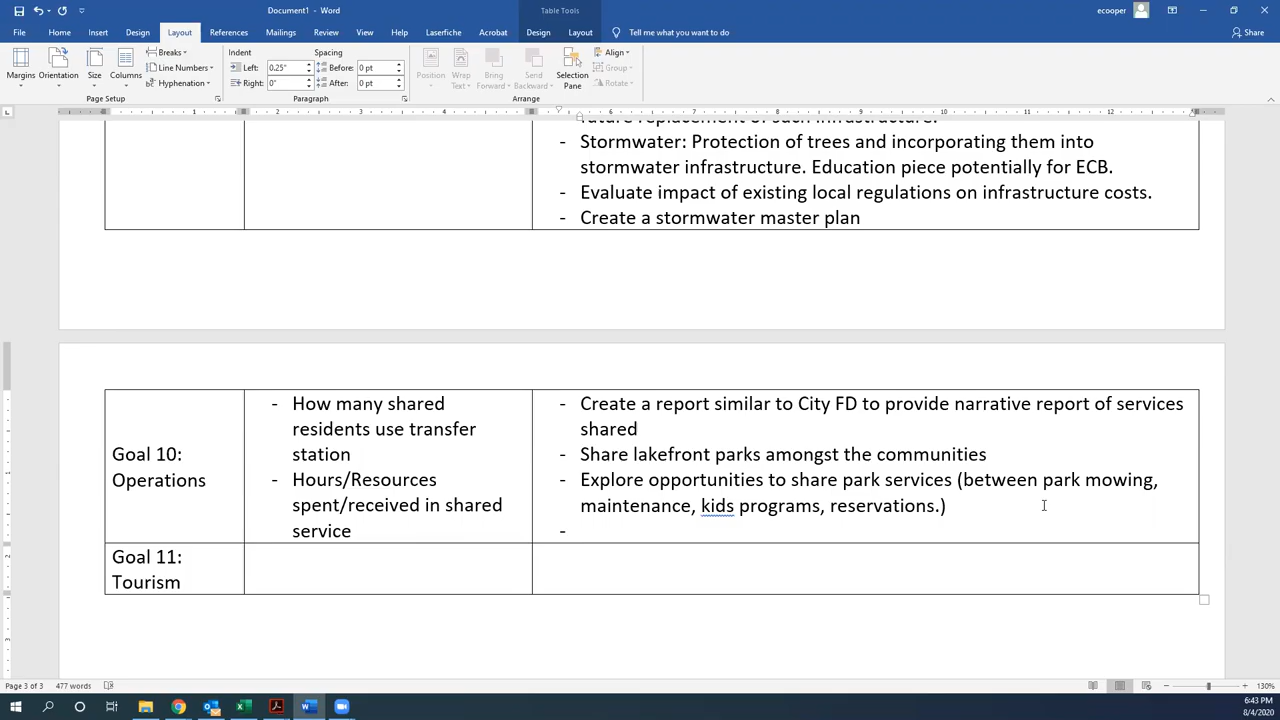 Document1 - Word
Table Tools
ecooper
File Home Insert Design Layout References Mailings Review View Help Laserfiche Acrobat Design Layout Tell me what you want to do Share
Margins Orientation Size Columns
Breaks
Line Numbers
Hyphenation
Page Setup
Indent
Left: 0.25"
Right: 0"
Spacing
Before: 0 pt
After: 0 pt
Paragraph
Position Wrap Text Bring Forward Send Backward Selection Pane
Align
Group
Rotate
Arrange
future replacement of such infrastructure.
- Stormwater: Protection of trees and incorporating them into
stormwater infrastructure. Education piece potentially for ECB.
- Evaluate impact of existing local regulations on infrastructure costs.
- Create a stormwater master plan
Goal 10:
Operations
- How many shared
residents use transfer
station
- Hours/Resources
spent/received in shared
service
- Create a report similar to City FD to provide narrative report of services
shared
- Share lakefront parks amongst the communities
- Explore opportunities to share park services (between park mowing,
maintenance, kids programs, reservations.)
-
Goal 11:
Tourism
Page 3 of 3 477 words 130%
6:43 PM
8/4/2020